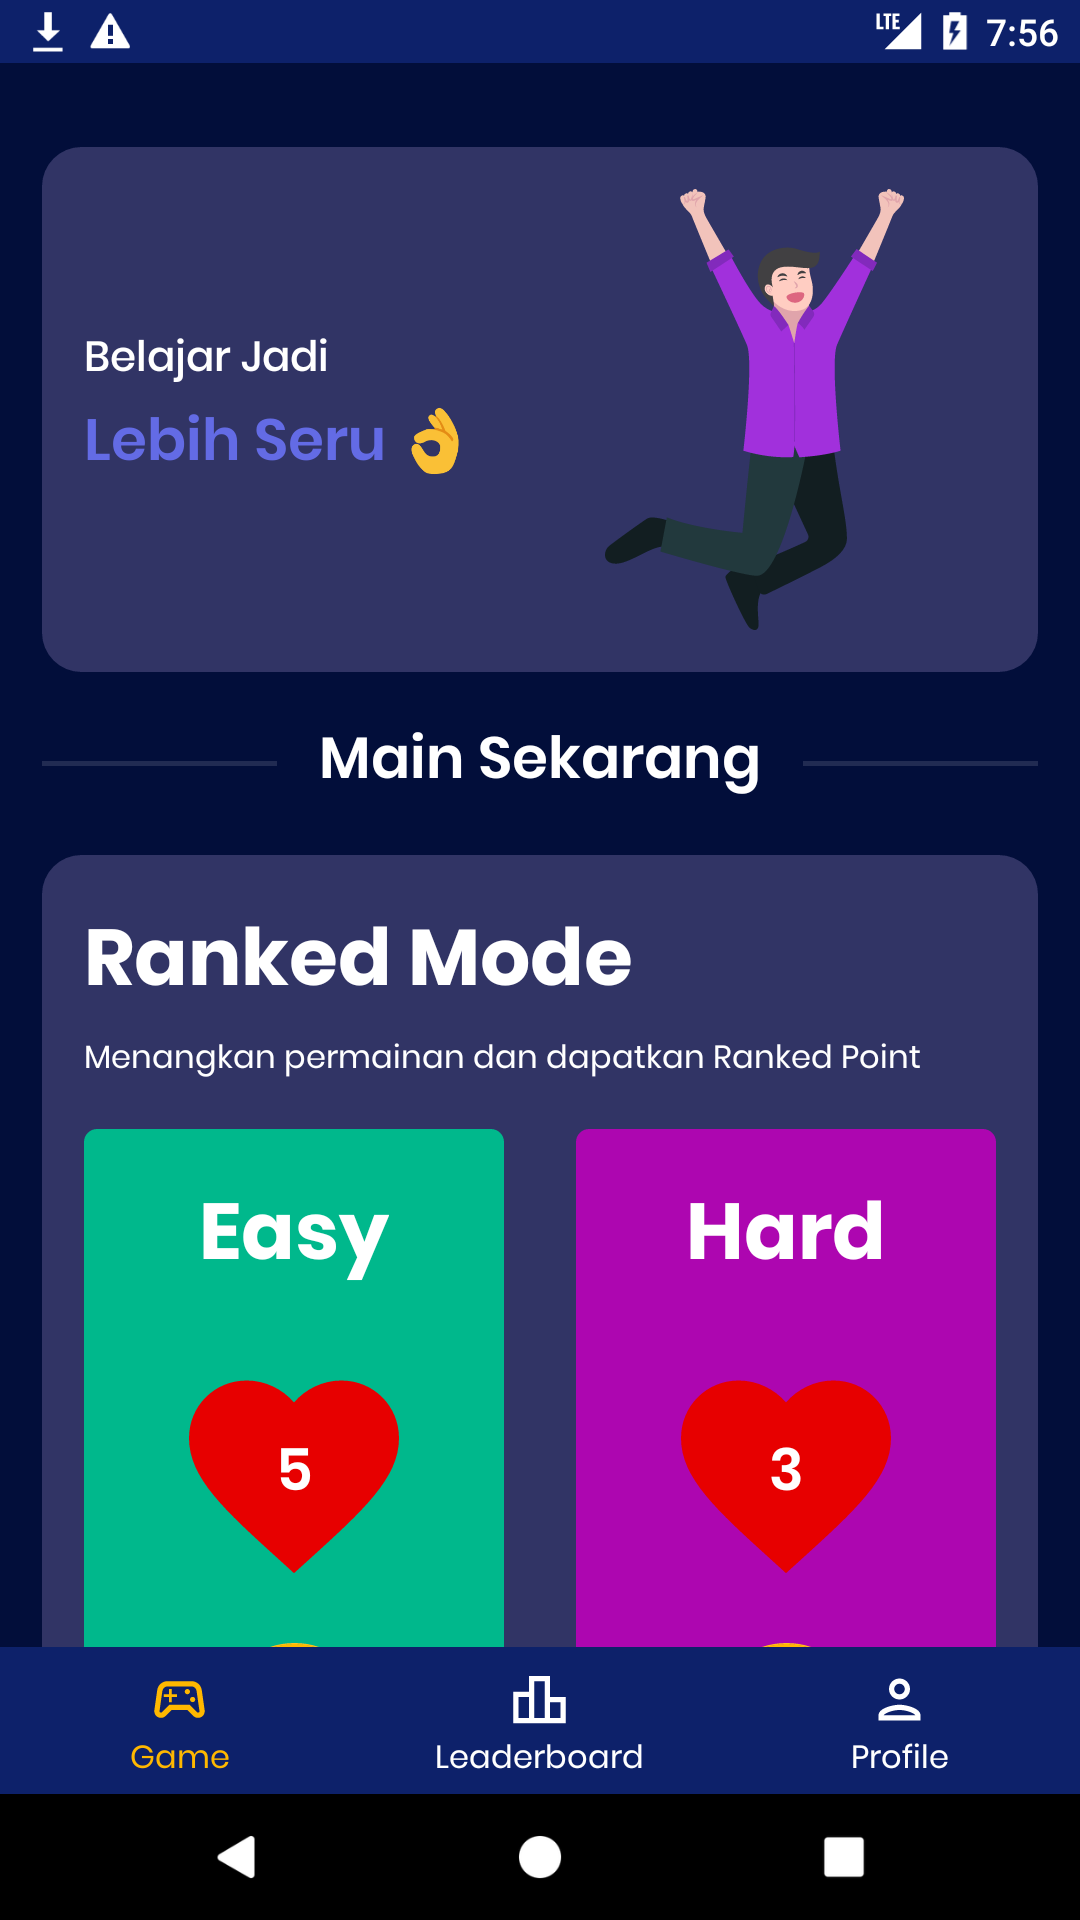 LTE 7:56
Belajar Jadi
Lebih Seru 👌
Main Sekarang
Ranked Mode
Menangkan permainan dan dapatkan Ranked Point
Easy
Hard
5
3
Game
Leaderboard
Profile